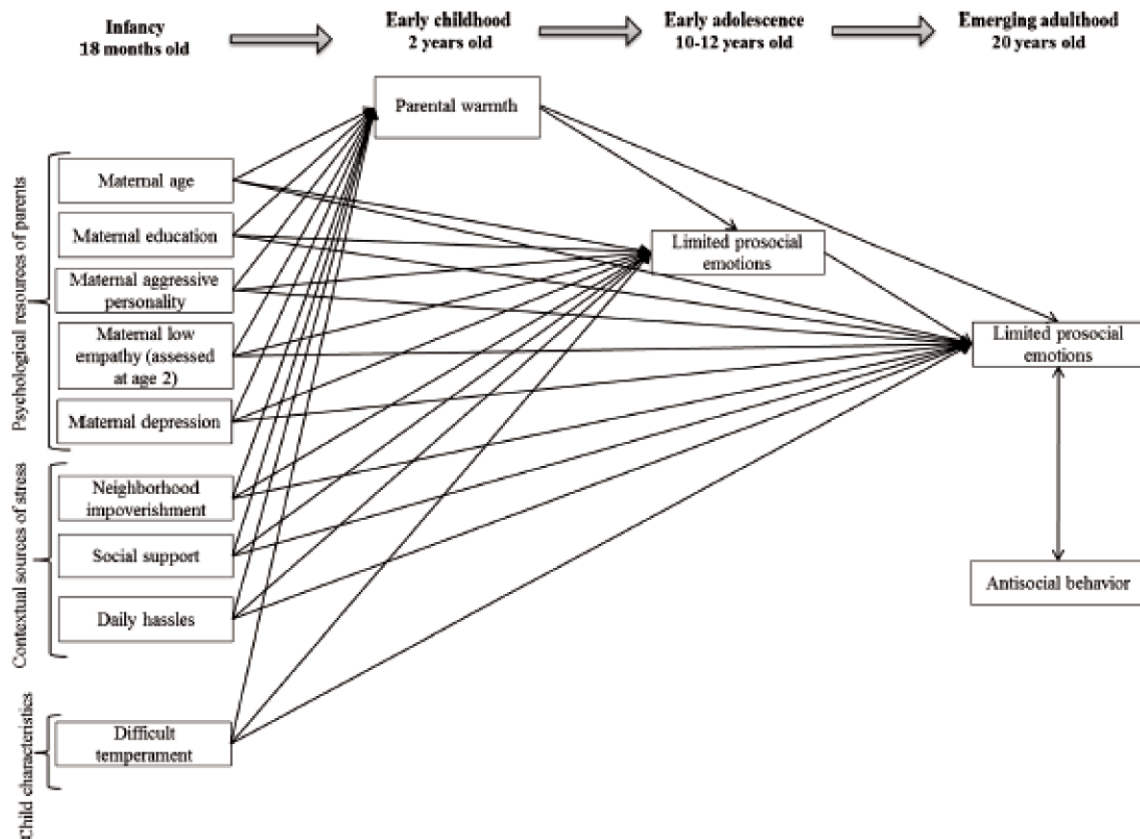 Infancy
18 months old
Early childhood
2 years old
Early adolescence
10-12 years old
Emerging adulthood
20 years old
Parental warmth
Psychological resources of parents
Maternal age
Maternal education
Maternal aggressive
personality
Maternal low
empathy (assessed
at age 2)
Maternal depression
Limited prosocial
emotions
Limited prosocial
emotions
Contextual sources of stress
Neighborhood
impoverishment
Social support
Daily hassles
Antisocial behavior
Child characteristics
Difficult
temperament